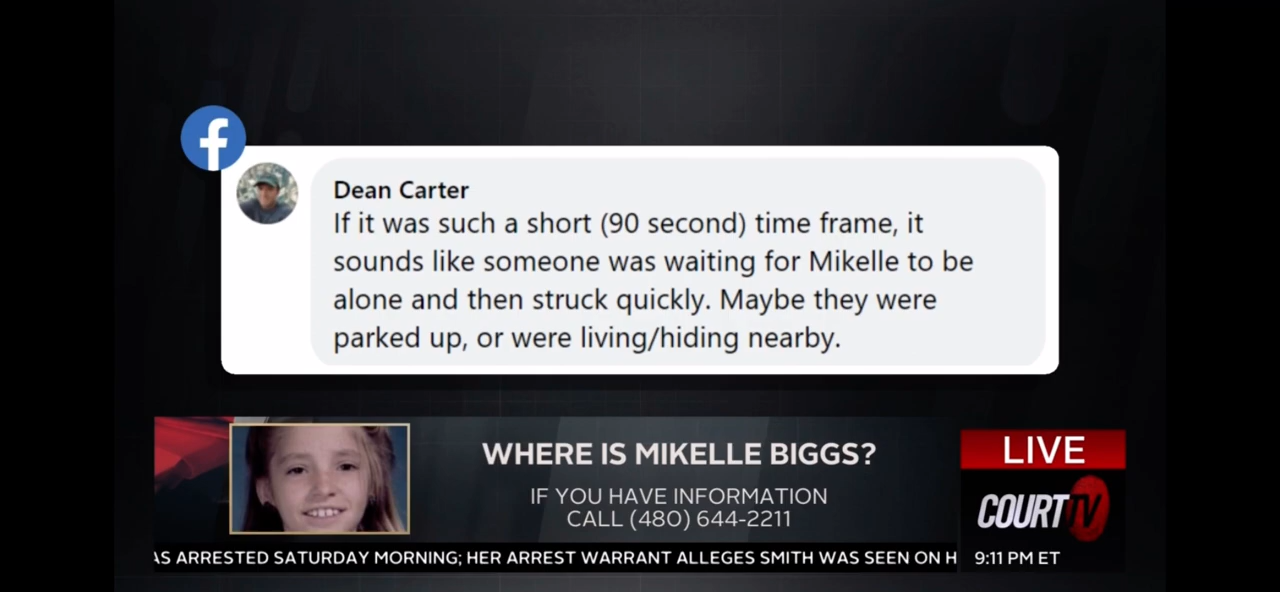 f
Dean Carter
If it was such a short (90 second) time frame, it
sounds like someone was waiting for Mikelle to be
alone and then struck quickly. Maybe they were
parked up, or were living/hiding nearby.
WHERE IS MIKELLE BIGGS?
IF YOU HAVE INFORMATION
CALL (480) 644-2211
LIVE
COURT TV
AS ARRESTED SATURDAY MORNING; HER ARREST WARRANT ALLEGES SMITH WAS SEEN ON H
9:11 PM ET